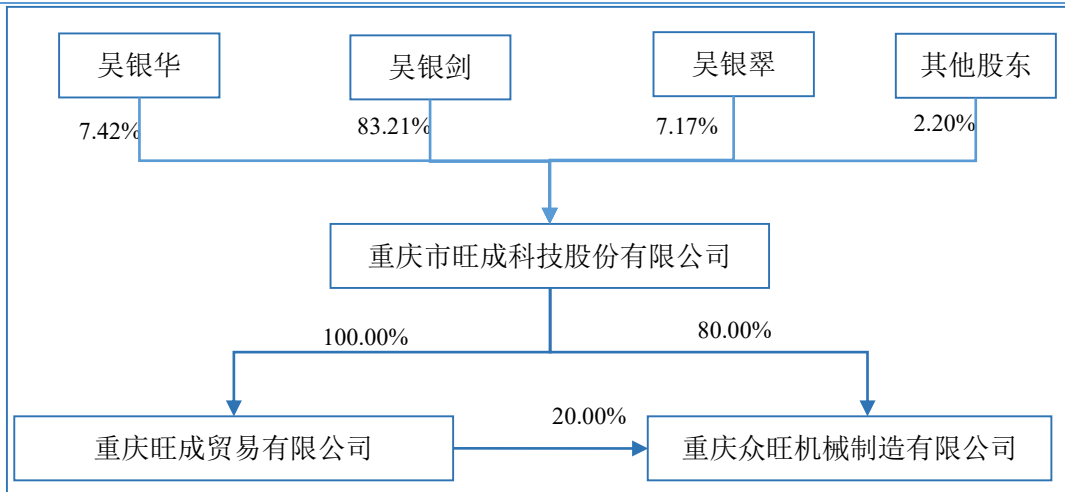 吴银华
吴银剑
吴银翠
其他股东
7.42%
83.21%
7.17%
2.20%
重庆市旺成科技股份有限公司
100.00%
80.00%
重庆旺成贸易有限公司
20.00%
重庆众旺机械制造有限公司